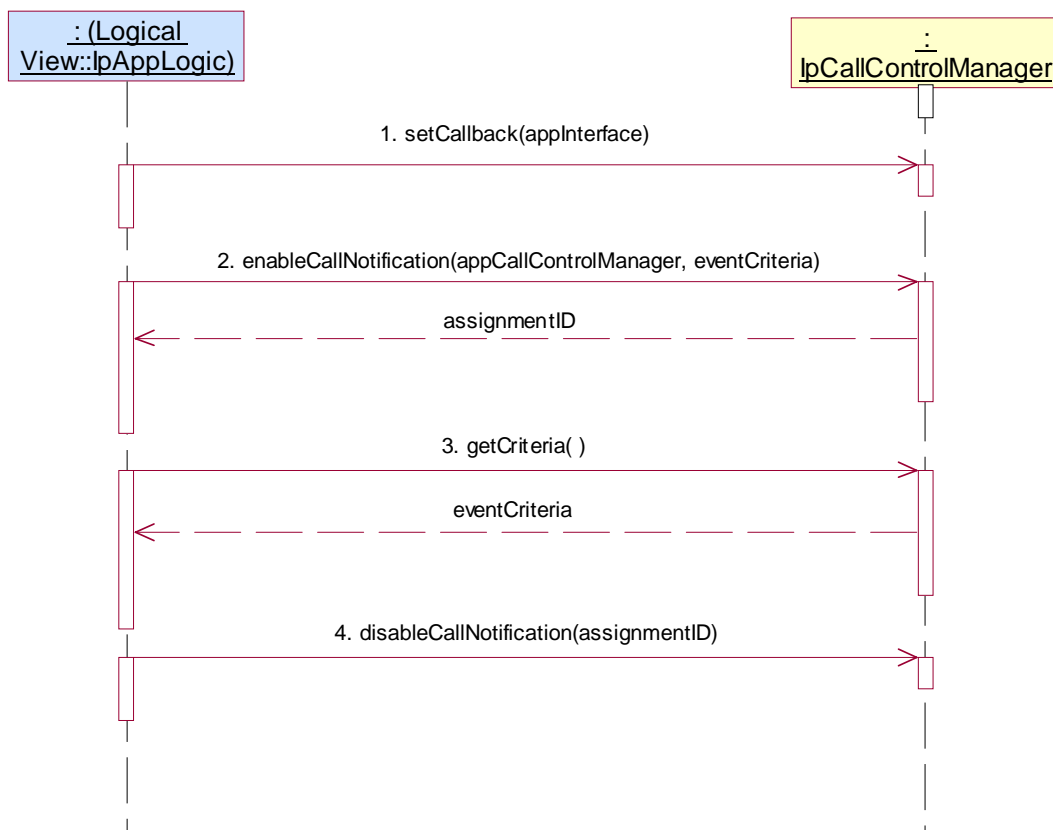 : (Logical
View::IpAppLogic)
:
IpCallControlManager
1. setCallback(appInterface)
2. enableCallNotification(appCallControlManager, eventCriteria)
assignmentID
3. getCriteria( )
eventCriteria
4. disableCallNotification(assignmentID)